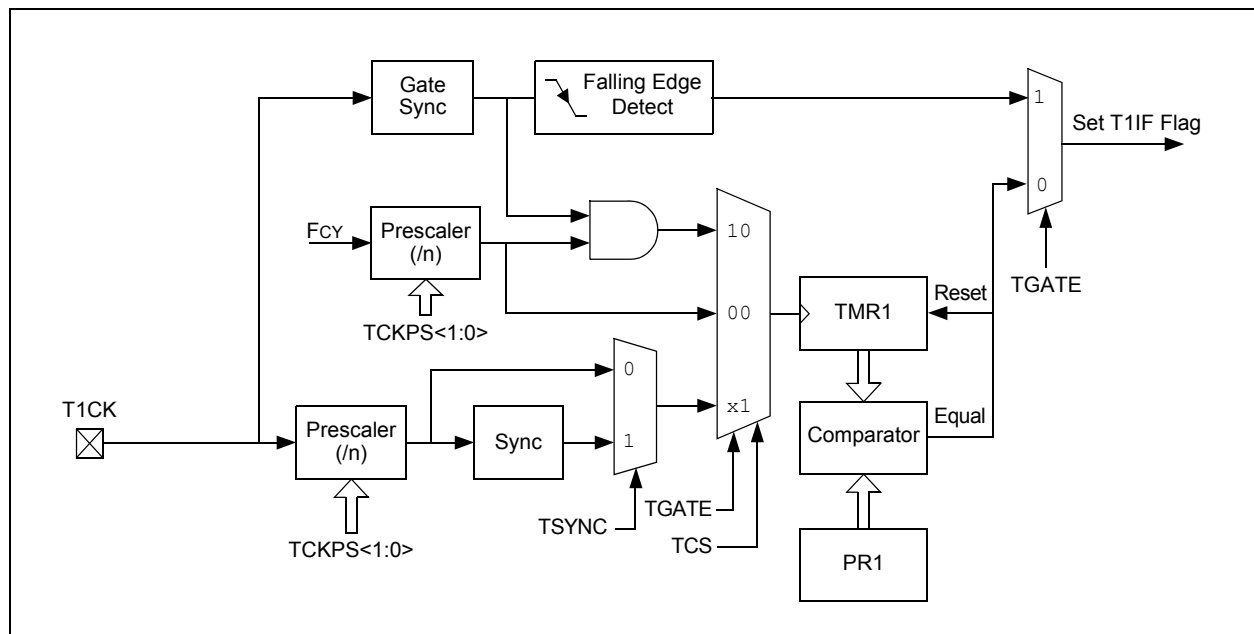 Gate
Sync
Falling Edge
Detect
1
Set T1IF Flag
0
FCY
Prescaler
(/n)
10
TGATE
TCKPS<1:0>
00
TMR1
Reset
T1CK
Prescaler
(/n)
Sync
0
1
x1
Comparator
Equal
TGATE
TSYNC
TCS
TCKPS<1:0>
PR1